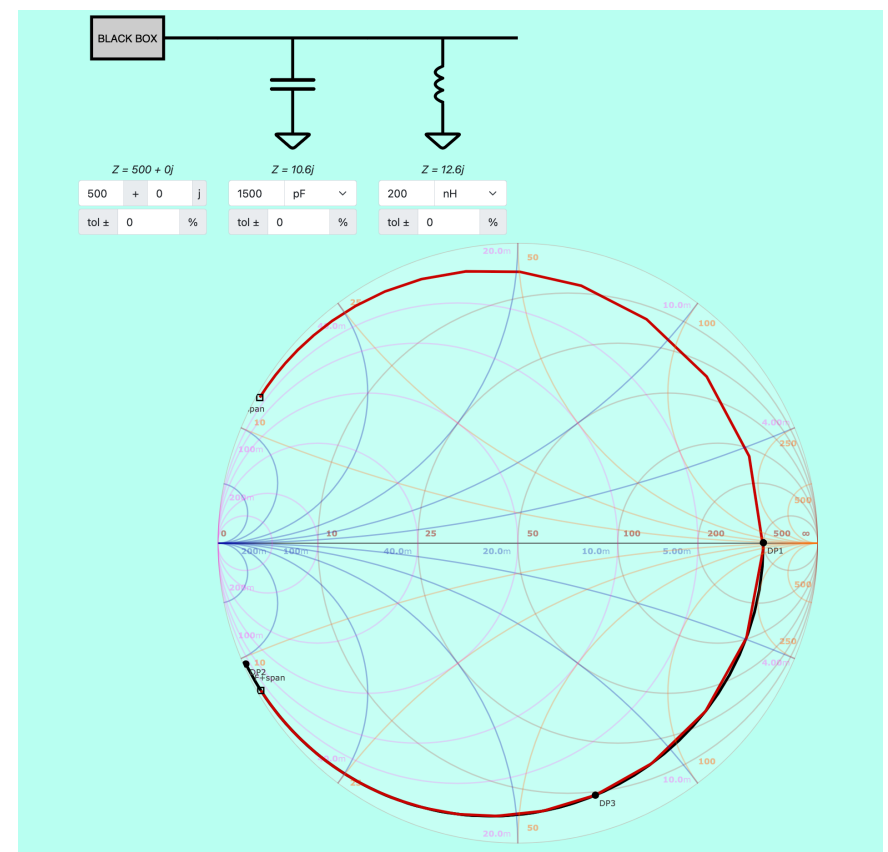 BLACK BOX
Z = 500 + 0j
Z = 10.6j
Z = 12.6j
500 + 0 j
1500 pF
200 nH
tol ± 0 %
tol ± 0 %
tol ± 0 %
20.0m 50
25 10.0m
100
.pan
10 4.00m
100m 250
200m 500
0 10 25 50 100 200 500 ∞
200m 100m 40.0m 20.0m 10.0m 5.00m DP1
200m 500
100m 250
10 4.00m
DP2
+span
100
25 10.0m
DP3
20.0m 50